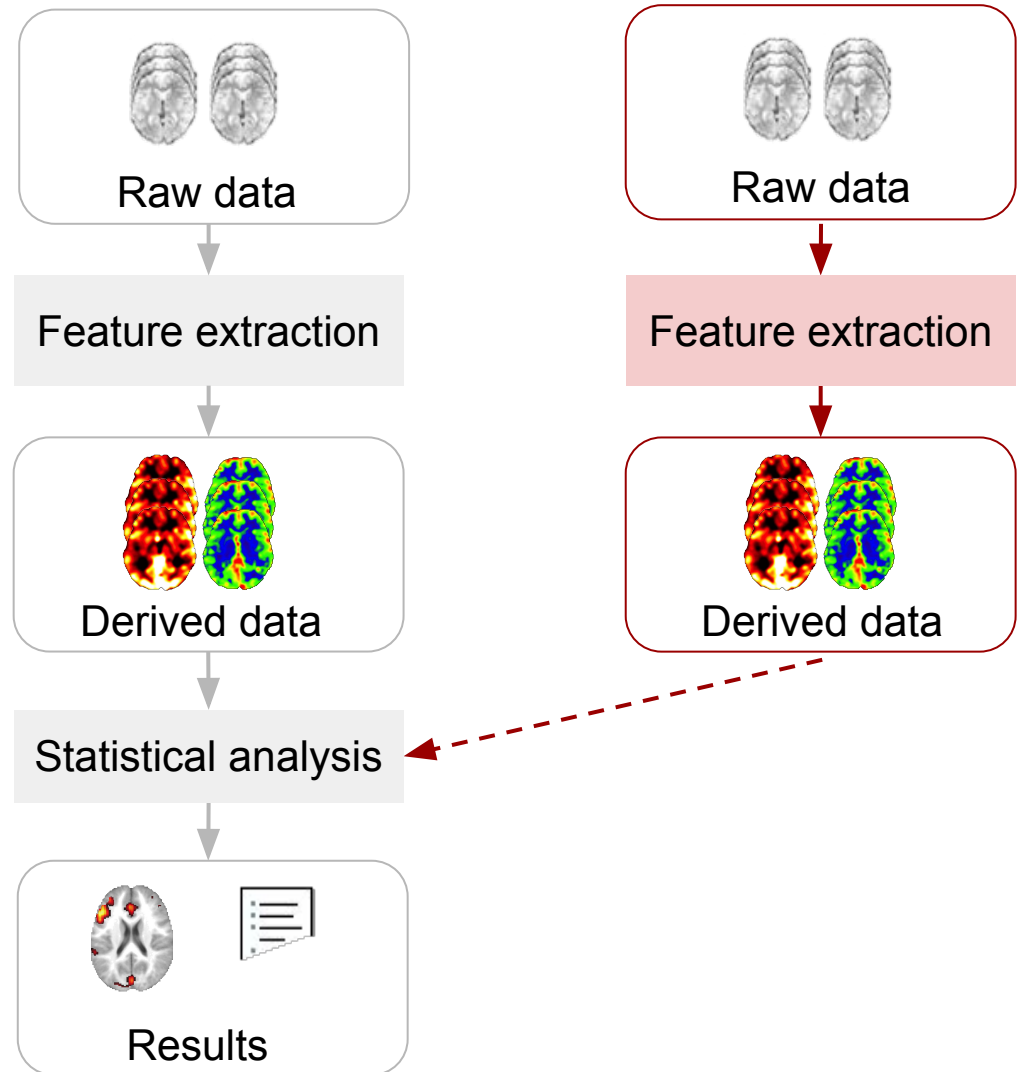 Raw data
Raw data
Feature extraction
Feature extraction
Derived data
Derived data
Statistical analysis
Results